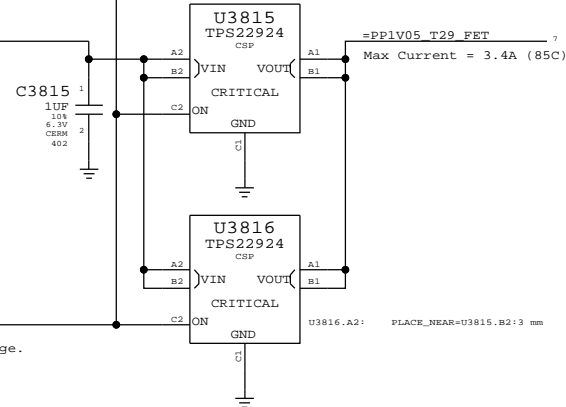 U3815
TPS22924
CSP
A2
B2
VIN
VOUT
A1
B1
CRITICAL
C2
ON
GND
C1
=PP1V05_T29_FET
7
Max Current = 3.4A (85C)
C3815
1
1UF
10%
6.3V
CERM
402
2
U3816
TPS22924
CSP
A2
B2
VIN
VOUT
A1
B1
CRITICAL
C2
ON
GND
C1
U3816.A2: PLACE_NEAR=U3815.B2:3 mm
ge.